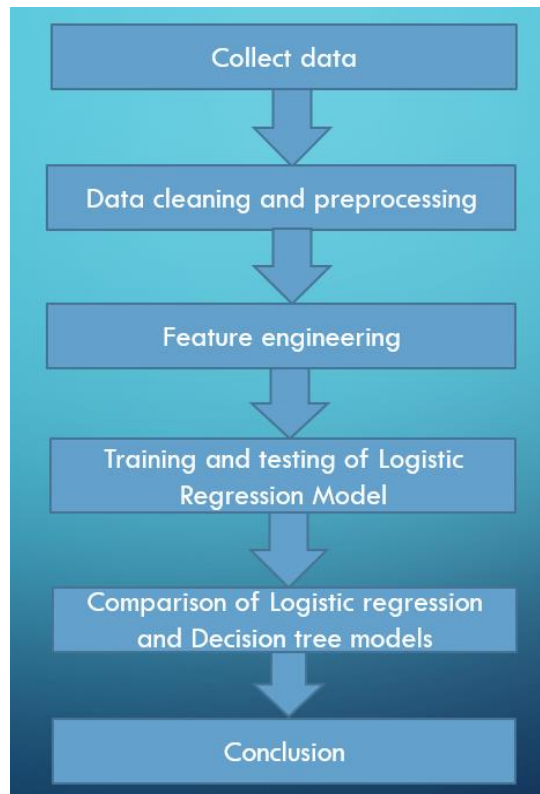 Collect data
Data cleaning and preprocessing
Feature engineering
Training and testing of Logistic
Regression Model
Comparison of Logistic regression
and Decision tree models
Conclusion